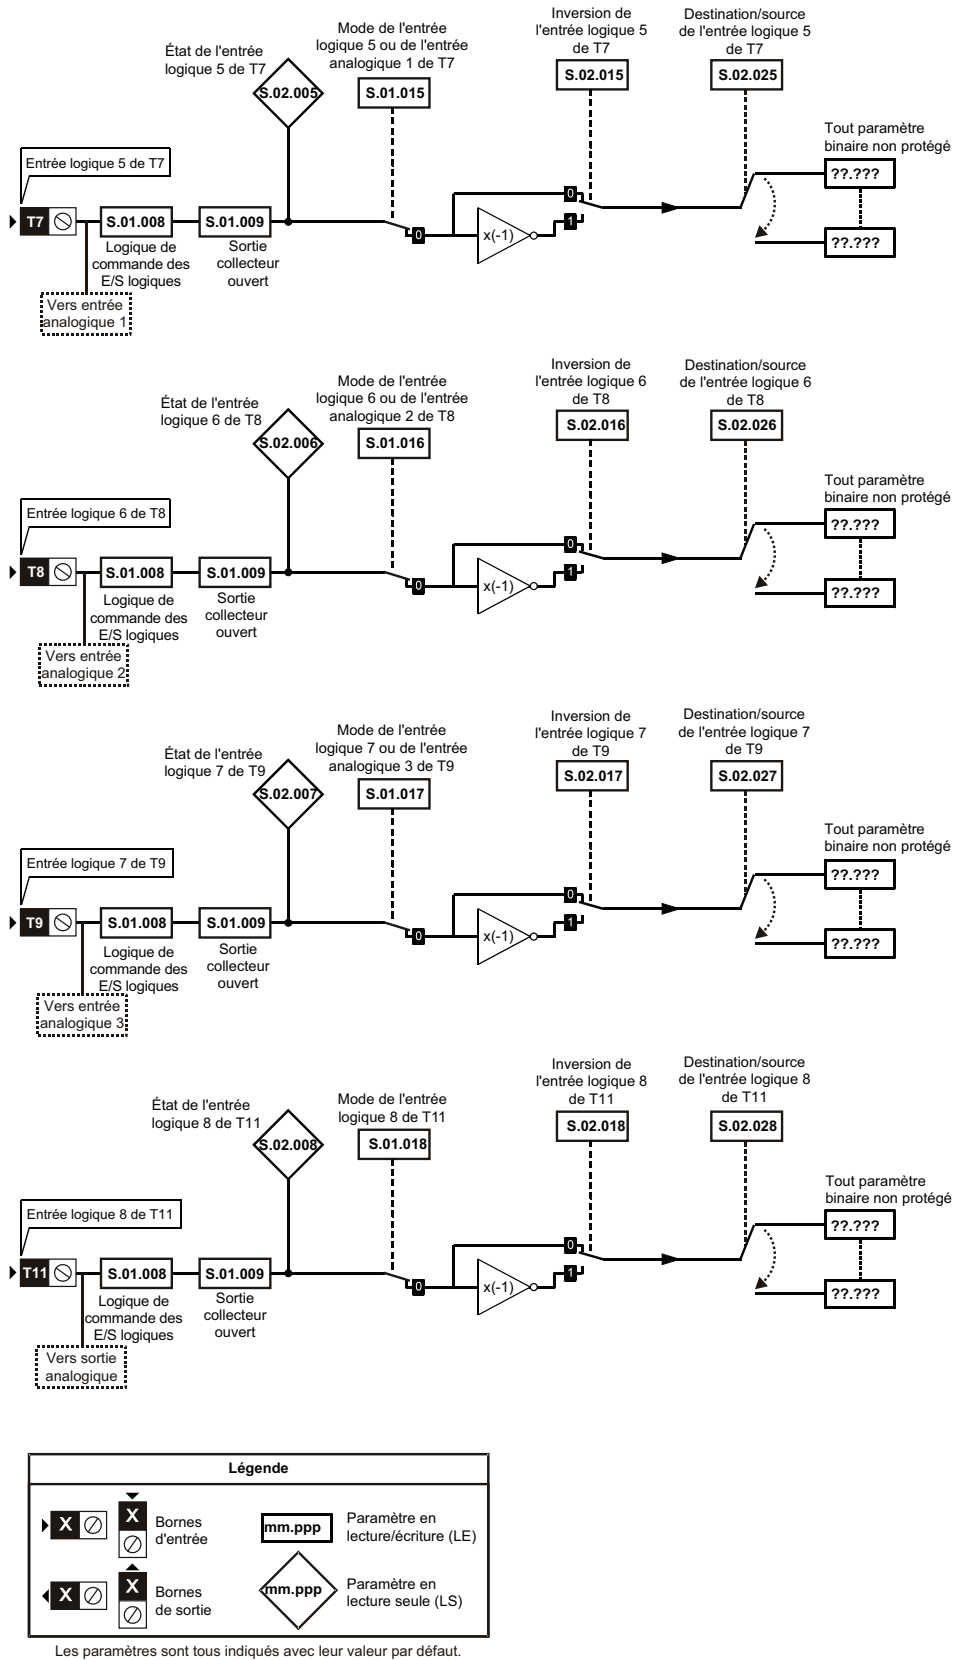 Inversion de
l'entrée logique 5
de T7
Destination/source
de l'entrée logique 5
de T7
Mode de l'entrée
logique 5 ou de l'entrée
analogique 1 de T7
État de l'entrée
logique 5 de T7
S.02.005
S.01.015
S.02.015
S.02.025
Tout paramètre
binaire non protégé
Entrée logique 5 de T7
??.???
0
T7
S.01.008
S.01.009
0
x(-1)
1
??.???
Logique de
commande des
E/S logiques
Sortie
collecteur
ouvert
Vers entrée
analogique 1
Inversion de
l'entrée logique 6
de T8
Destination/source
de l'entrée logique 6
de T8
Mode de l'entrée
logique 6 ou de l'entrée
analogique 2 de T8
État de l'entrée
logique 6 de T8
S.02.006
S.01.016
S.02.016
S.02.026
Tout paramètre
binaire non protégé
Entrée logique 6 de T8
??.???
0
T8
S.01.008
S.01.009
0
x(-1)
1
??.???
Logique de
commande des
E/S logiques
Sortie
collecteur
ouvert
Vers entrée
analogique 2
Inversion de
l'entrée logique 7
de T9
Destination/source
de l'entrée logique 7
de T9
Mode de l'entrée
logique 7 ou de l'entrée
analogique 3 de T9
État de l'entrée
logique 7 de T9
S.02.007
S.01.017
S.02.017
S.02.027
Tout paramètre
binaire non protégé
Entrée logique 7 de T9
??.???
0
T9
S.01.008
S.01.009
0
x(-1)
1
??.???
Logique de
commande des
E/S logiques
Sortie
collecteur
ouvert
Vers entrée
analogique 3
Inversion de
l'entrée logique 8
de T11
Destination/source
de l'entrée logique 8
de T11
Mode de l'entrée
logique 8 de T11
État de l'entrée
logique 8 de T11
S.02.008
S.01.018
S.02.018
S.02.028
Tout paramètre
binaire non protégé
Entrée logique 8 de T11
??.???
0
T11
S.01.008
S.01.009
0
x(-1)
1
??.???
Logique de
commande des
E/S logiques
Sortie
collecteur
ouvert
Vers sortie
analogique
Légende
X
X
Bornes
d'entrée
mm.ppp
Paramètre en
lecture/écriture (LE)
X
X
Bornes
de sortie
mm.ppp
Paramètre en
lecture seule (LS)
Les paramètres sont tous indiqués avec leur valeur par défaut.